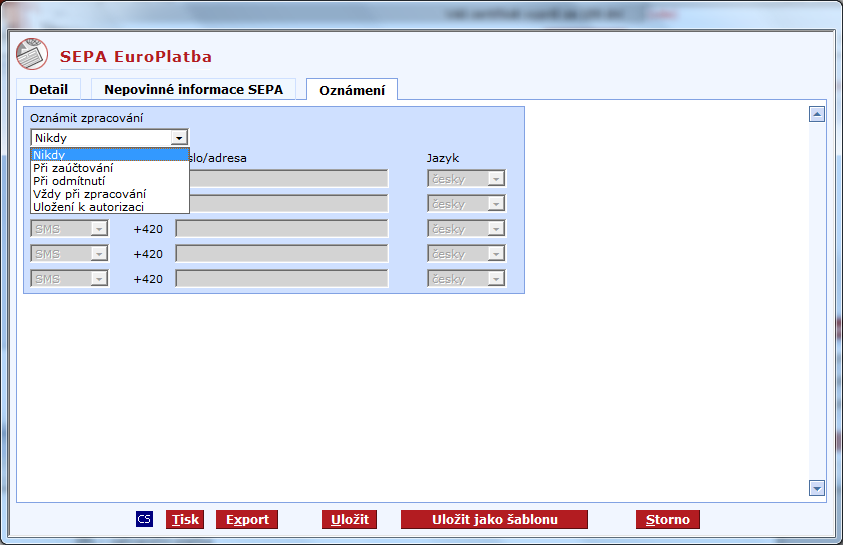 SEPA EuroPlatba
Detail Nepovinné informace SEPA Oznámení
Oznámit zpracování
Nikdy
Nikdy
Při zaúčtování
Při odmítnutí
Vždy při zpracování
Uložení k autorizaci
slo/adresa Jazyk
česky
česky
SMS +420 česky
SMS +420 česky
SMS +420 česky
CS Tisk Export Uložit Uložit jako šablonu Storno